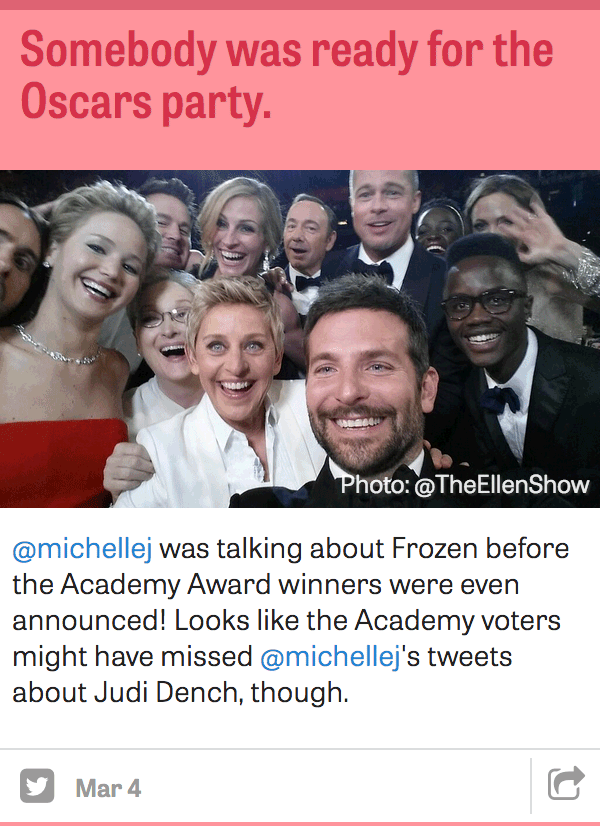 Somebody was ready for the
Oscars party.
Photo: @TheEllenShow
@michellej was talking about Frozen before
the Academy Award winners were even
announced! Looks like the Academy voters
might have missed @michellej's tweets
about Judi Dench, though.
Mar 4